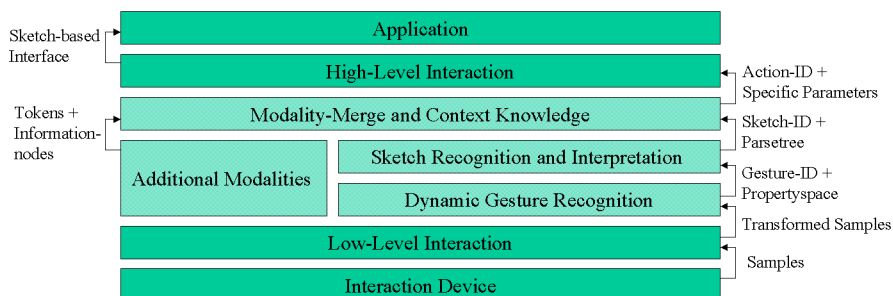 Application
Sketch-based
Interface
High-Level Interaction
Action-ID +
Specific Parameters
Tokens +
Information-
nodes
Modality-Merge and Context Knowledge
Sketch-ID +
Parsetree
Additional Modalities
Sketch Recognition and Interpretation
Gesture-ID +
Propertyspace
Dynamic Gesture Recognition
Transformed Samples
Low-Level Interaction
Samples
Interaction Device